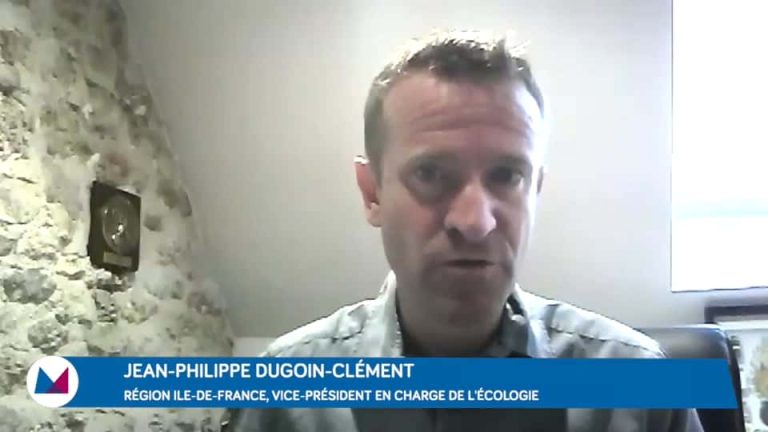 JEAN-PHILIPPE DUGOIN-CLÉMENT
RÉGION ILE-DE-FRANCE, VICE-PRÉSIDENT EN CHARGE DE L'ÉCOLOGIE